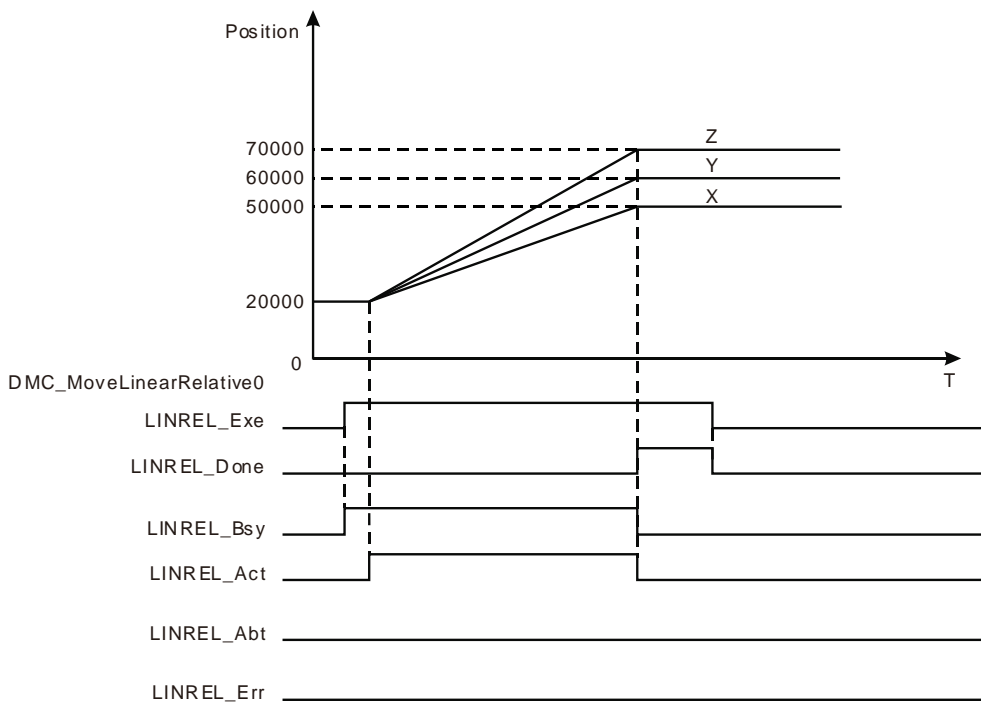 Position
Z
70000
Y
60000
X
50000
20000
0
T
DMC_MoveLinearRelative0
LINREL_Exe
LINREL_Done
LINREL_Bsy
LINREL_Act
LINREL_Abt
LINREL_Err